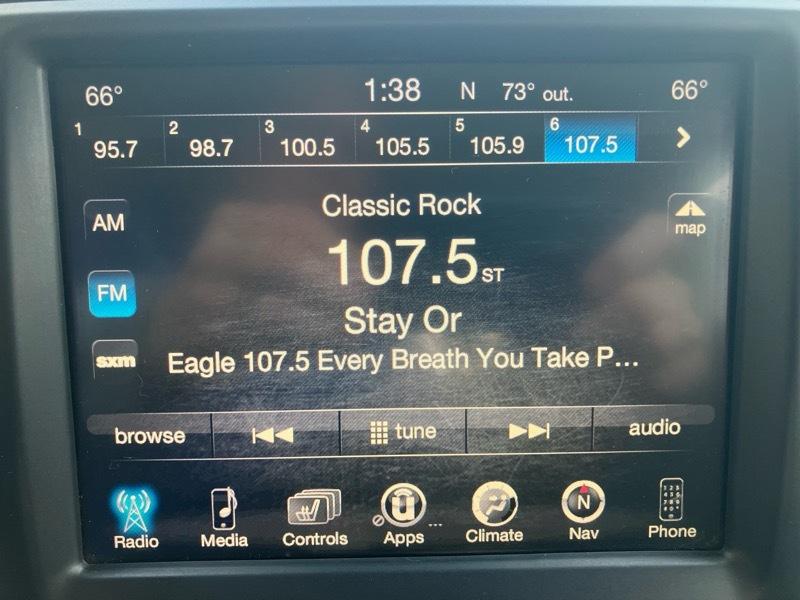 66° 1:38 N 73° out. 66°
1 95.7 2 98.7 3 100.5 4 105.5 5 105.9 6 107.5
Classic Rock
AM
map
107.5 ST
FM
Stay Or
sxm
Eagle 107.5 Every Breath You Take P...
browse tune audio
N
Radio Media Controls Apps ... Climate Nav Phone